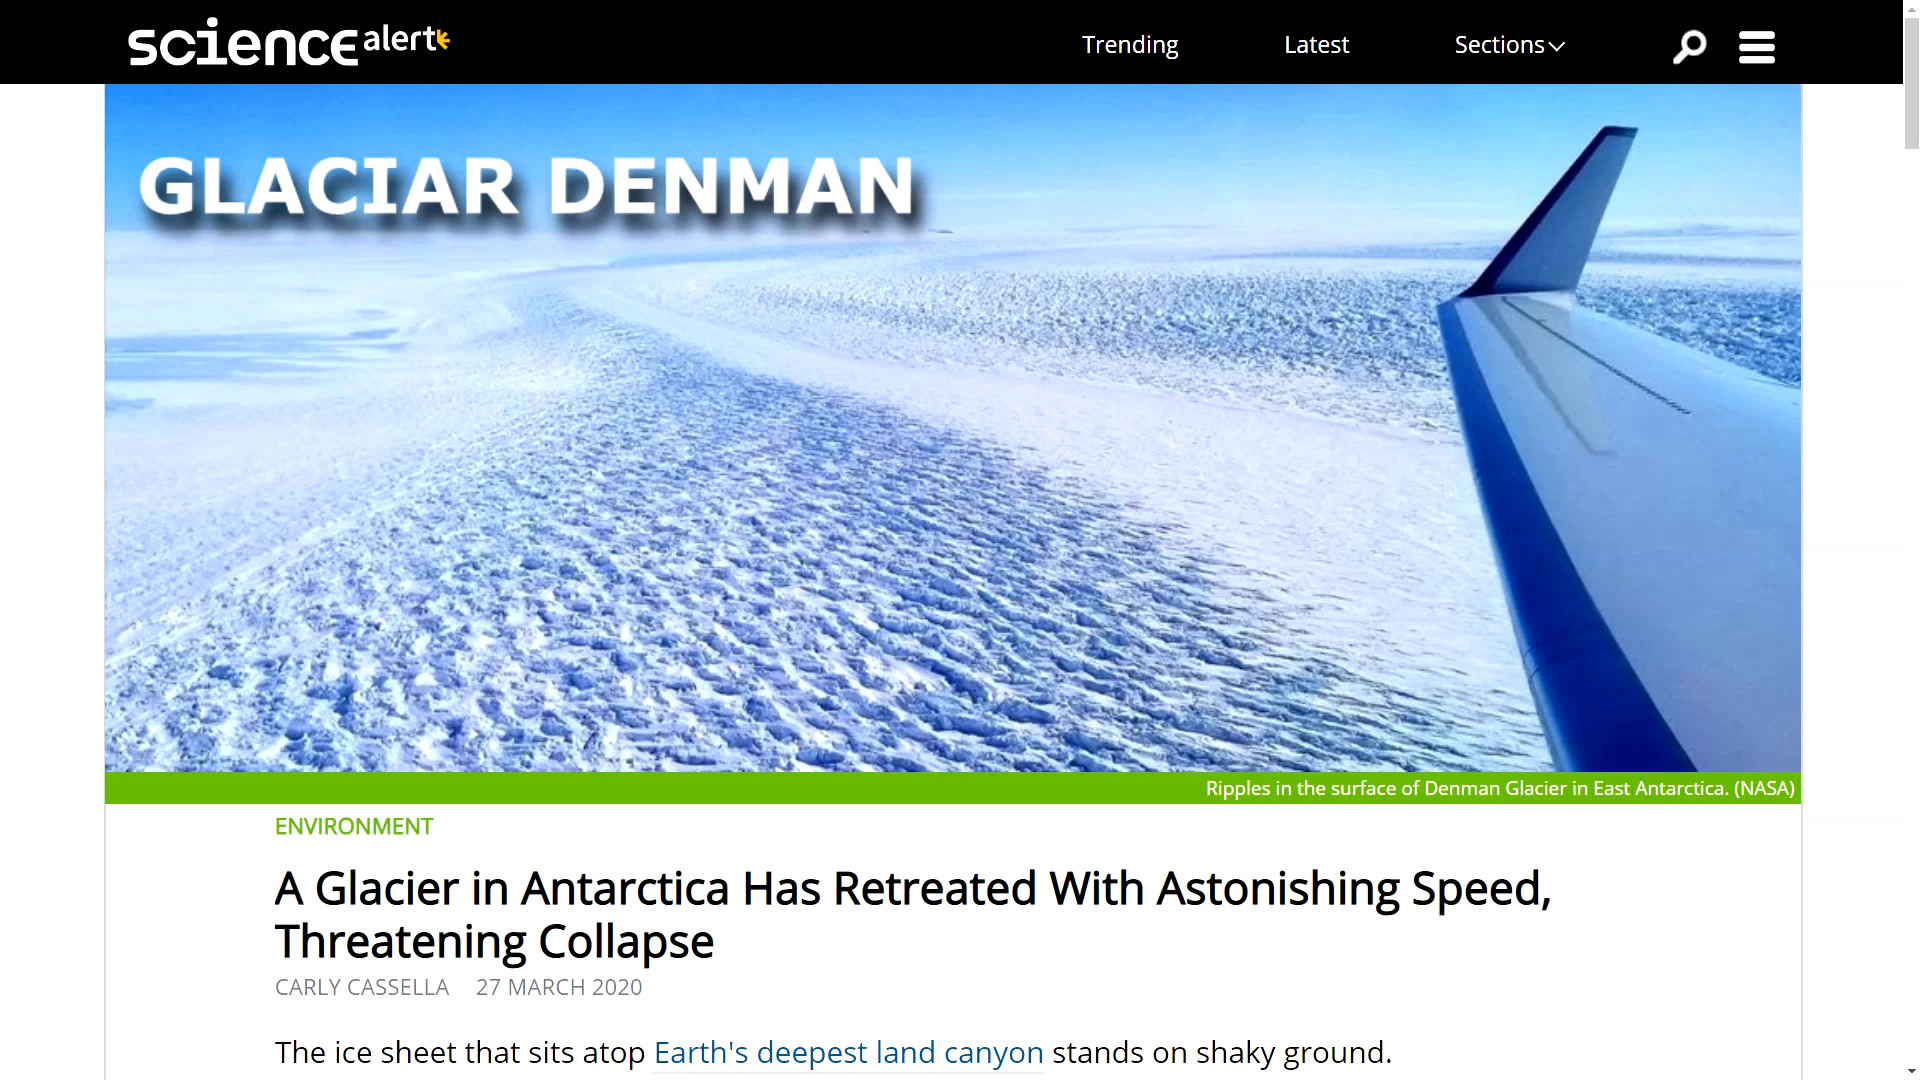 science alert
Trending Latest Sections
GLACIAR DENMAN
Ripples in the surface of Denman Glacier in East Antarctica. (NASA)
ENVIRONMENT
A Glacier in Antarctica Has Retreated With Astonishing Speed,
Threatening Collapse
CARLY CASSELLA 27 MARCH 2020
The ice sheet that sits atop Earth's deepest land canyon stands on shaky ground.